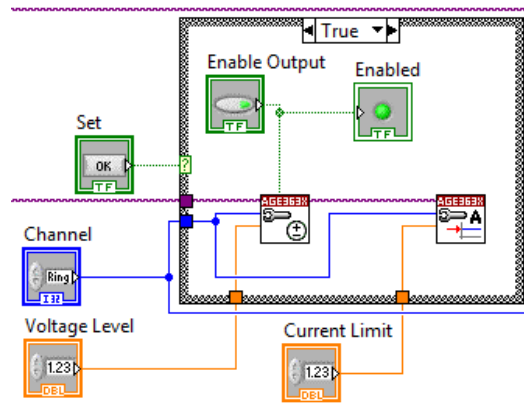 True
Enable Output
Enabled
TF
TF
Set
OK
TF
?
AGE363X
AGE363X
A
Channel
Ring
I32
Voltage Level
1.23
DBL
Current Limit
1.23
DBL